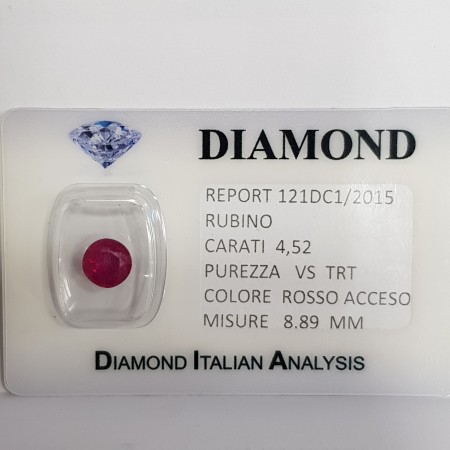 DIAMOND
REPORT 121DC1/2015
RUBINO
CARATI 4,52
PUREZZA VS TRT
COLORE ROSSO ACCESO
MISURE 8.89 MM
DIAMOND ITALIAN ANALYSIS